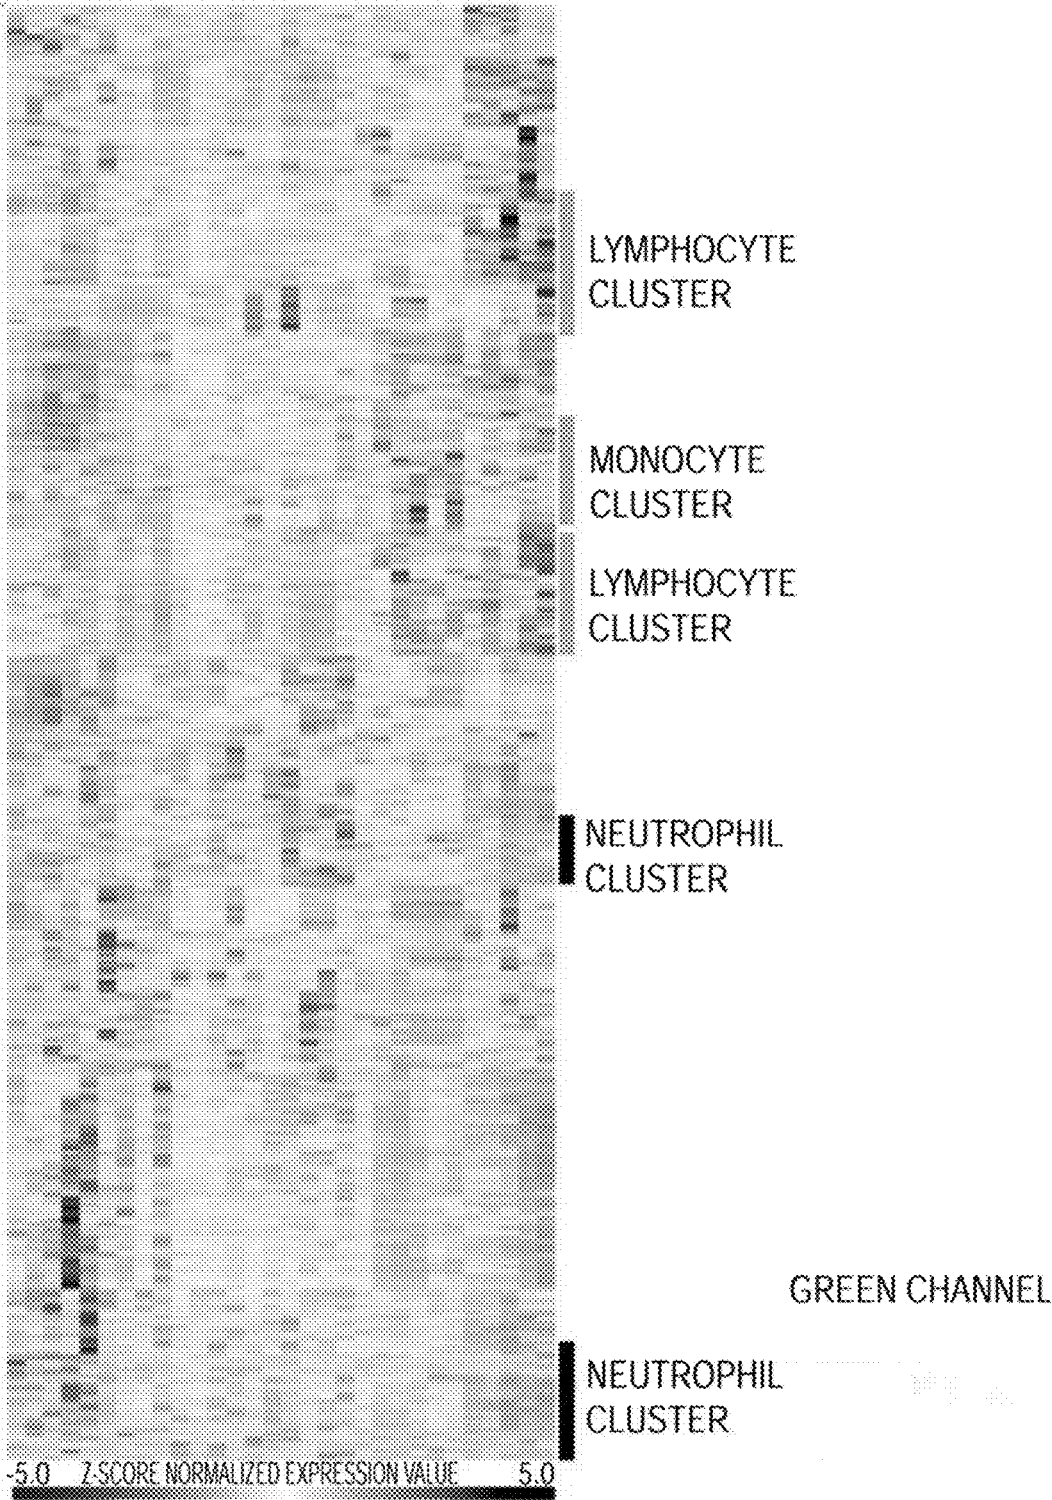 LYMPHOCYTE
CLUSTER
MONOCYTE
CLUSTER
LYMPHOCYTE
CLUSTER
NEUTROPHIL
CLUSTER
GREEN CHANNEL
NEUTROPHIL
CLUSTER
-5.0 Z-SCORE NORMALIZED EXPRESSION VALUE 5.0